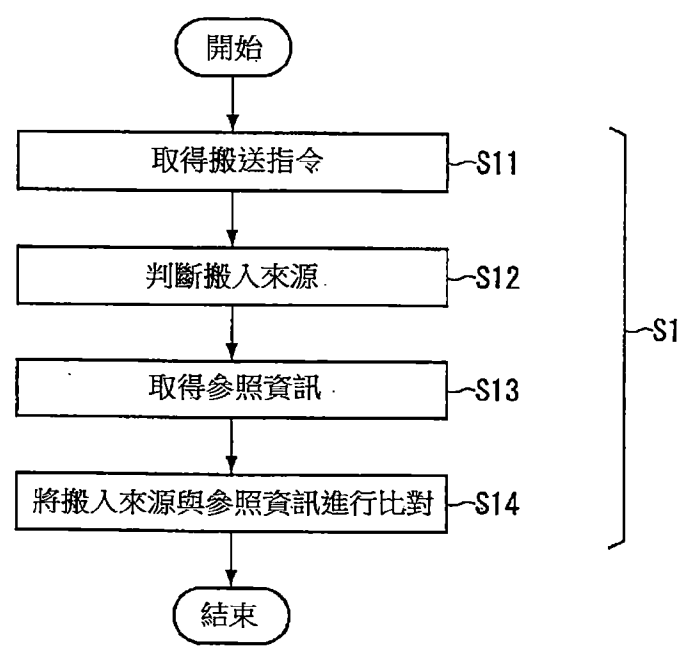 開始
取得搬送指令 S11
判斷搬入來源 S12
S1
取得參照資訊 S13
將搬入來源與參照資訊進行比對 S14
結束